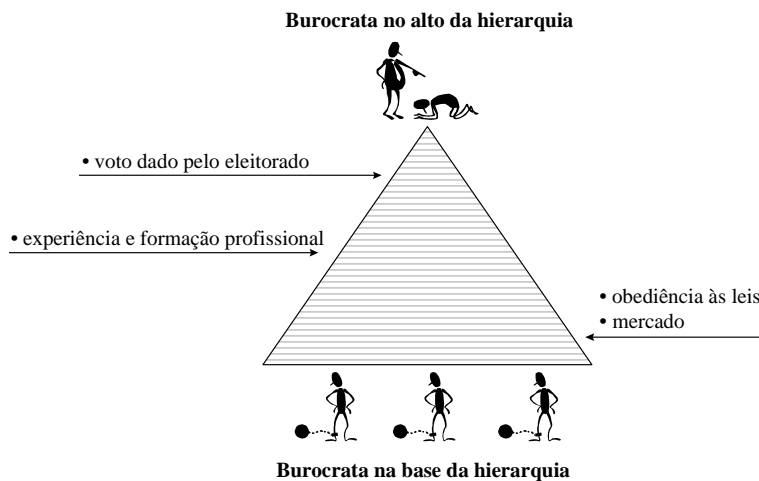 Burocrata no alto da hierarquia
• voto dado pelo eleitorado
• experiência e formação profissional
• obediência às leis
• mercado
Burocrata na base da hierarquia